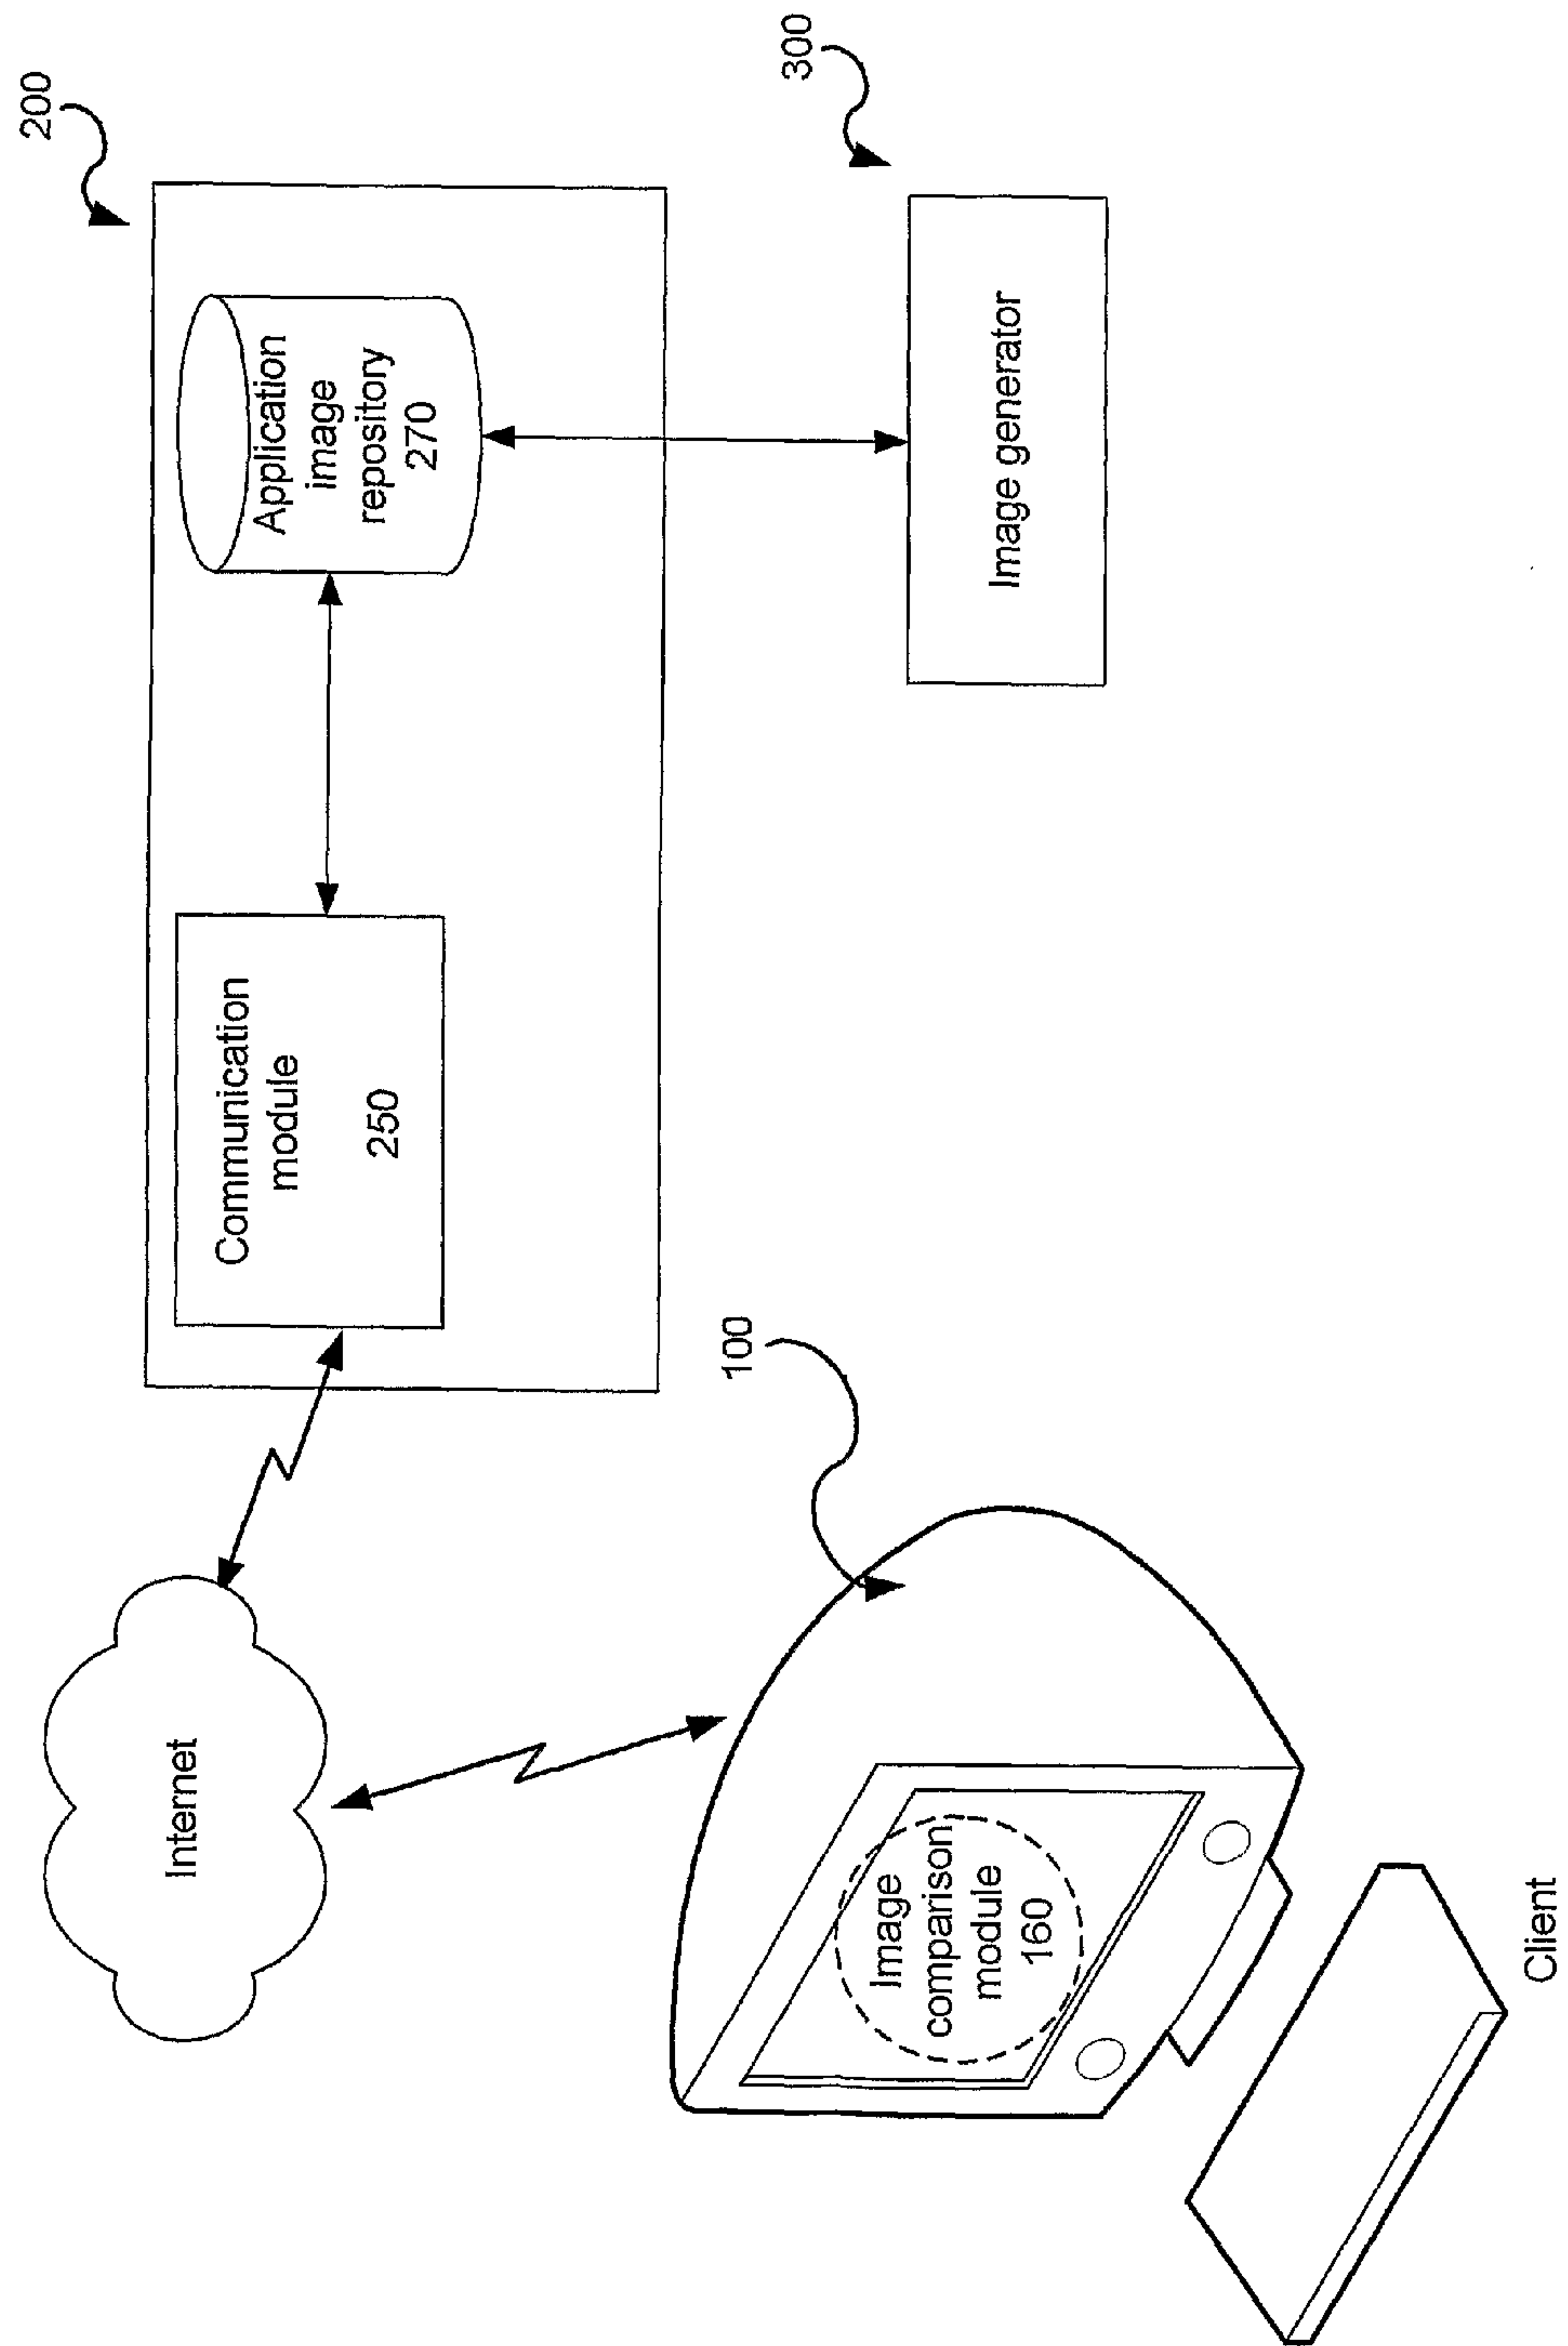 200
Internet
Communication
module
250
Application
image
repository
270
300
100
Image
comparison
module
160
Image generator
Client